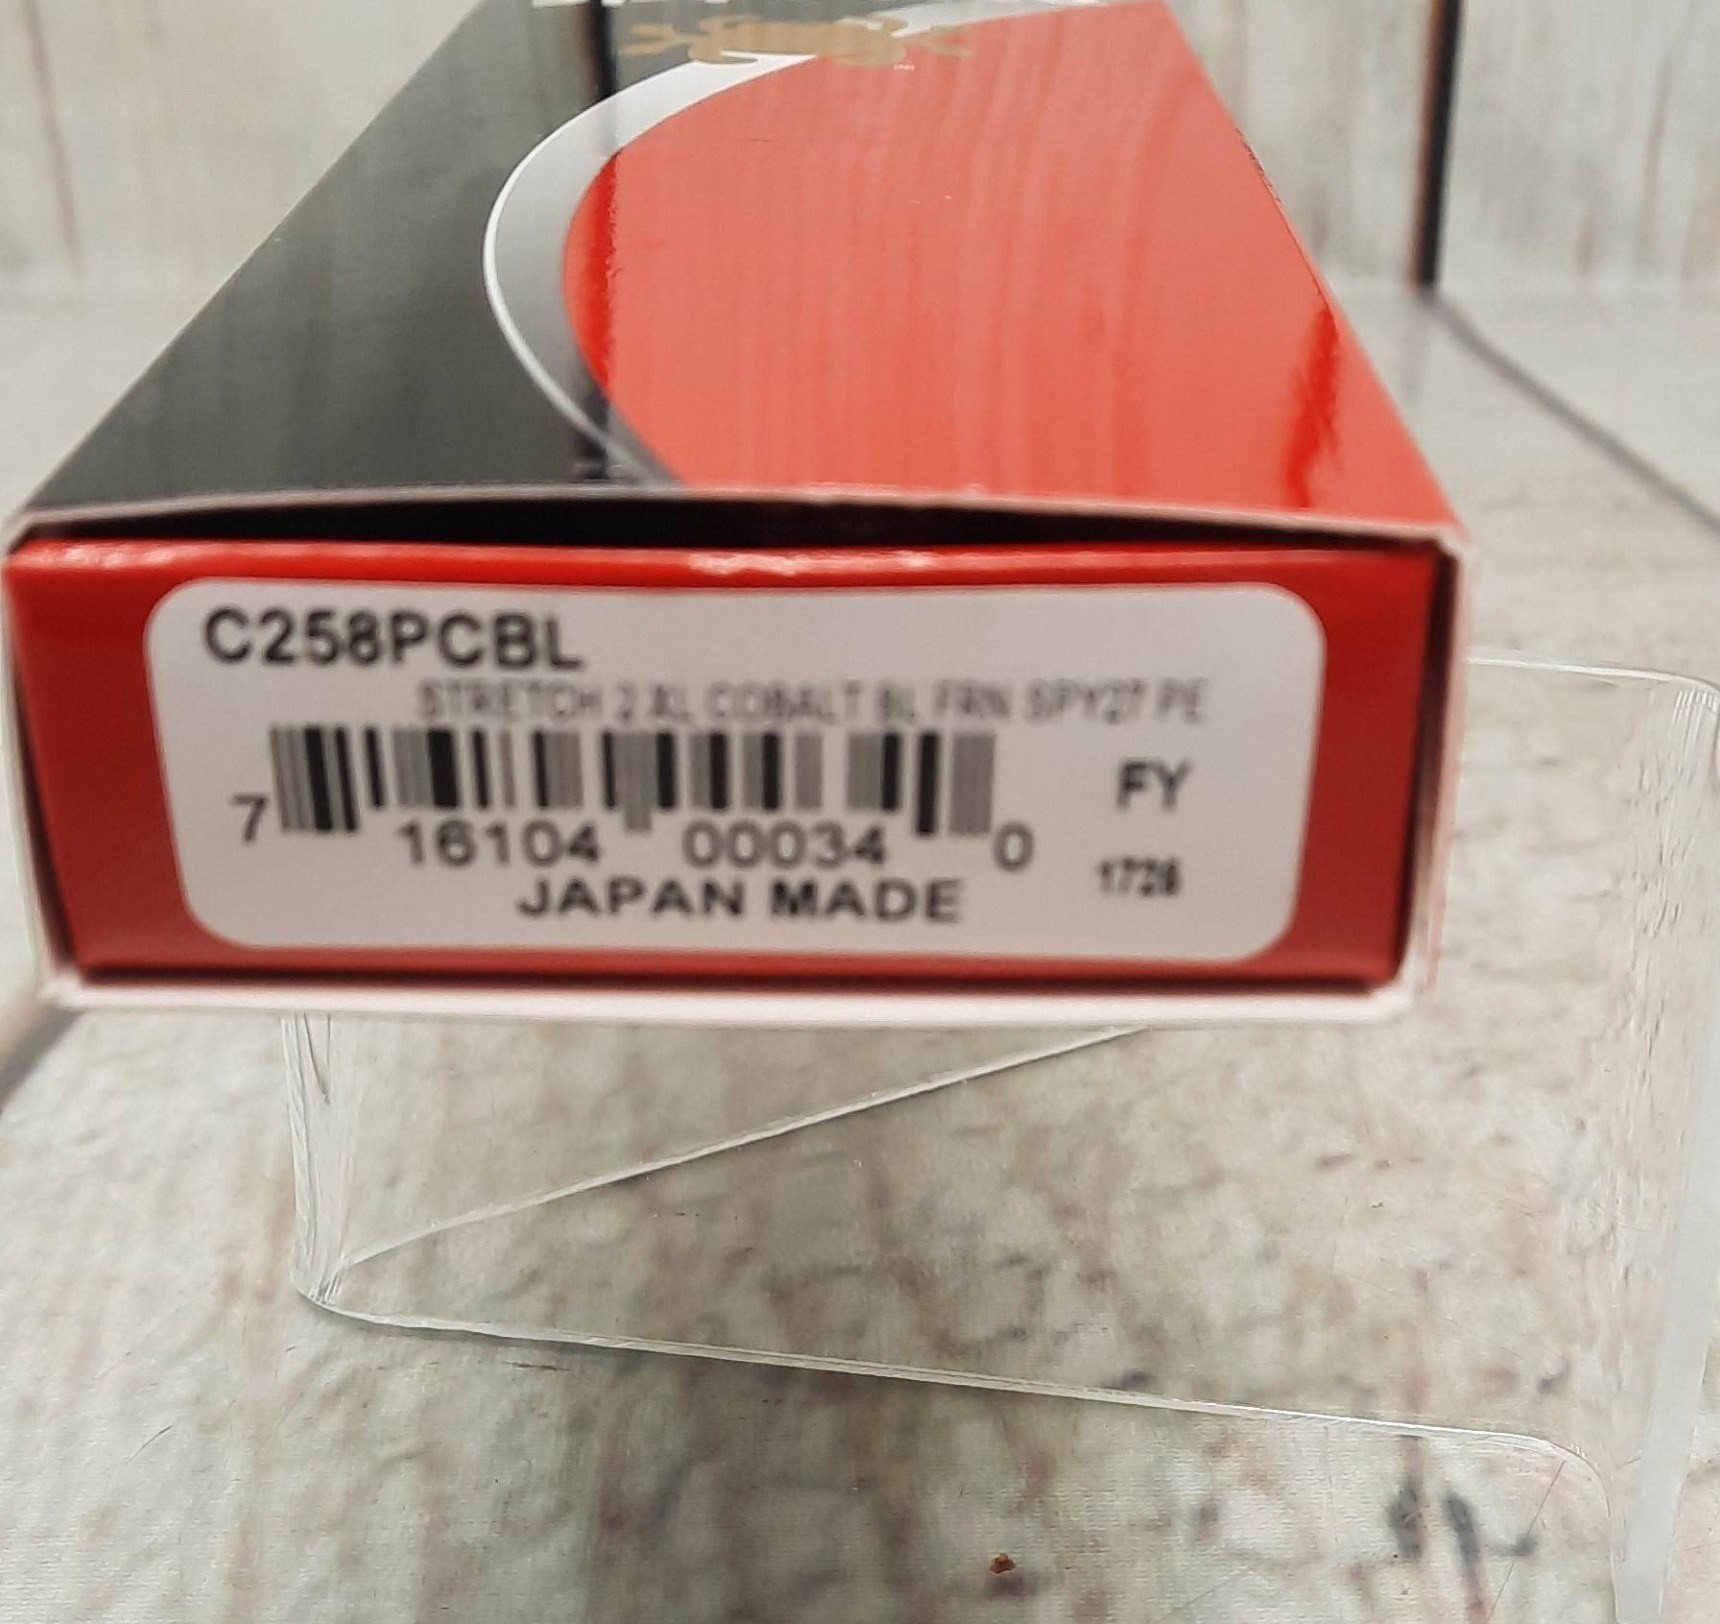 C258PCBL
STRETCH 2 XL COBALT BL FRN SPY27 PE
FY
7 16104 00034 0
JAPAN MADE
1726